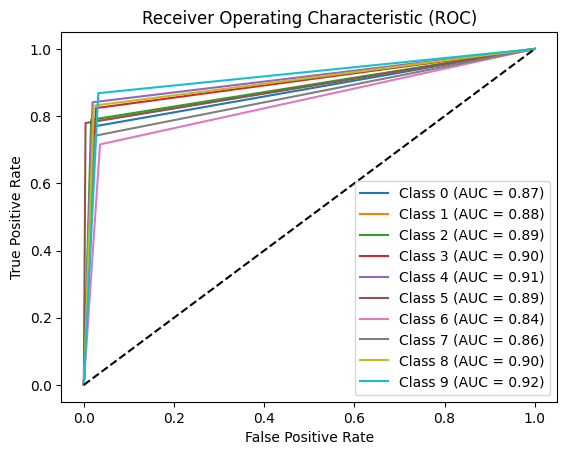 Receiver Operating Characteristic (ROC)
True Positive Rate
1.0
0.8
0.6
0.4
0.2
0.0
Class 0 (AUC = 0.87)
Class 1 (AUC = 0.88)
Class 2 (AUC = 0.89)
Class 3 (AUC = 0.90)
Class 4 (AUC = 0.91)
Class 5 (AUC = 0.89)
Class 6 (AUC = 0.84)
Class 7 (AUC = 0.86)
Class 8 (AUC = 0.90)
Class 9 (AUC = 0.92)
0.0 0.2 0.4 0.6 0.8 1.0
False Positive Rate